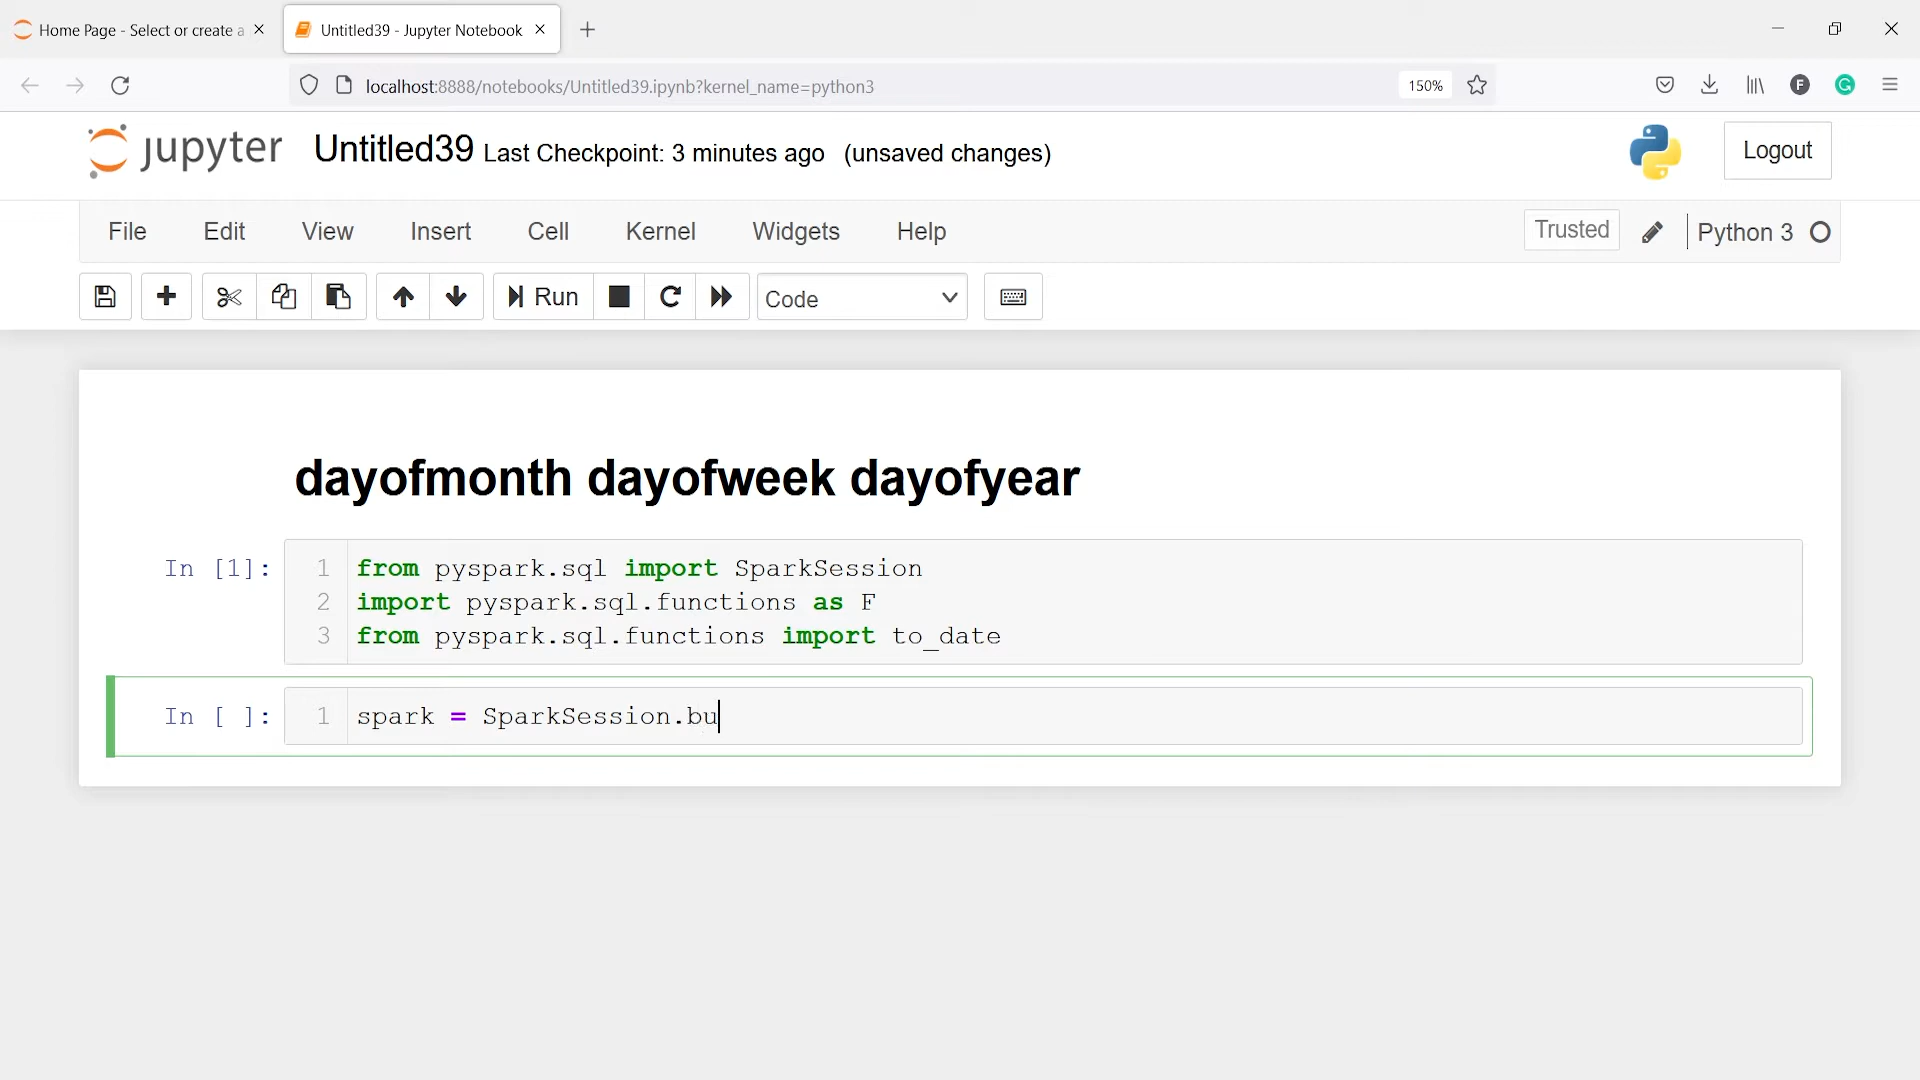 Home Page - Select or create a
Untitled39 - Jupyter Notebook
localhost:8888/notebooks/Untitled39.ipynb?kernel_name=python3
150%
F
G
jupyter Untitled39 Last Checkpoint: 3 minutes ago (unsaved changes)
Logout
File Edit View Insert Cell Kernel Widgets Help
Trusted
Python 3
Run
Code
dayofmonth dayofweek dayofyear
In [1]:
1 from pyspark.sql import SparkSession
2 import pyspark.sql.functions as F
3 from pyspark.sql.functions import to_date
In [ ]:
1 spark = SparkSession.bu